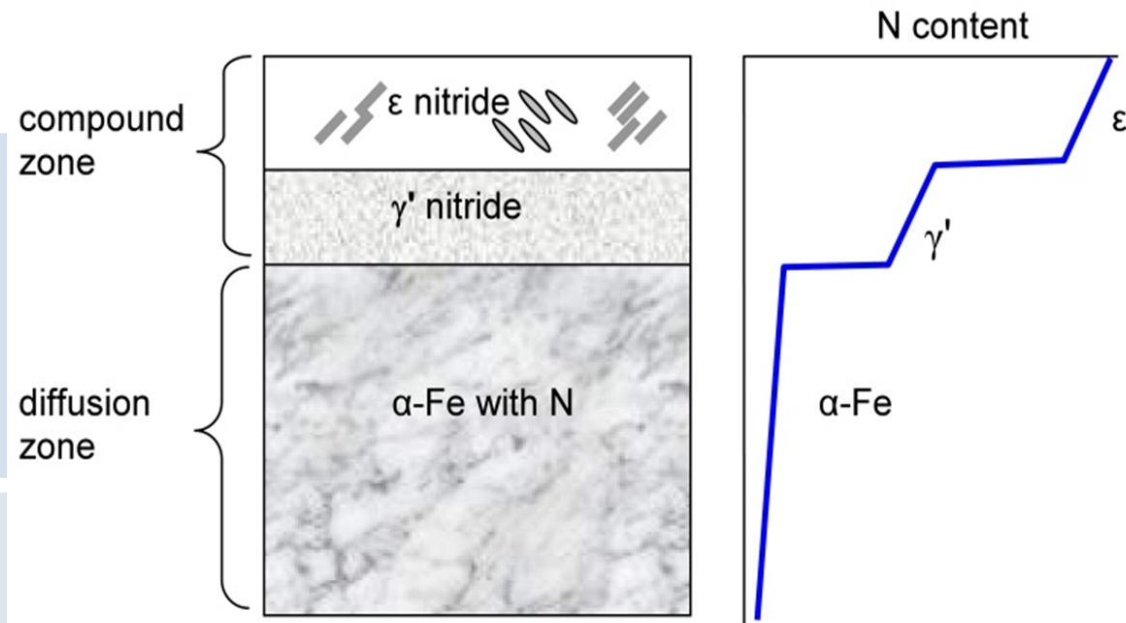 N content
compound
zone
ε nitride
ε
γ' nitride
γ'
diffusion
zone
α-Fe with N
α-Fe